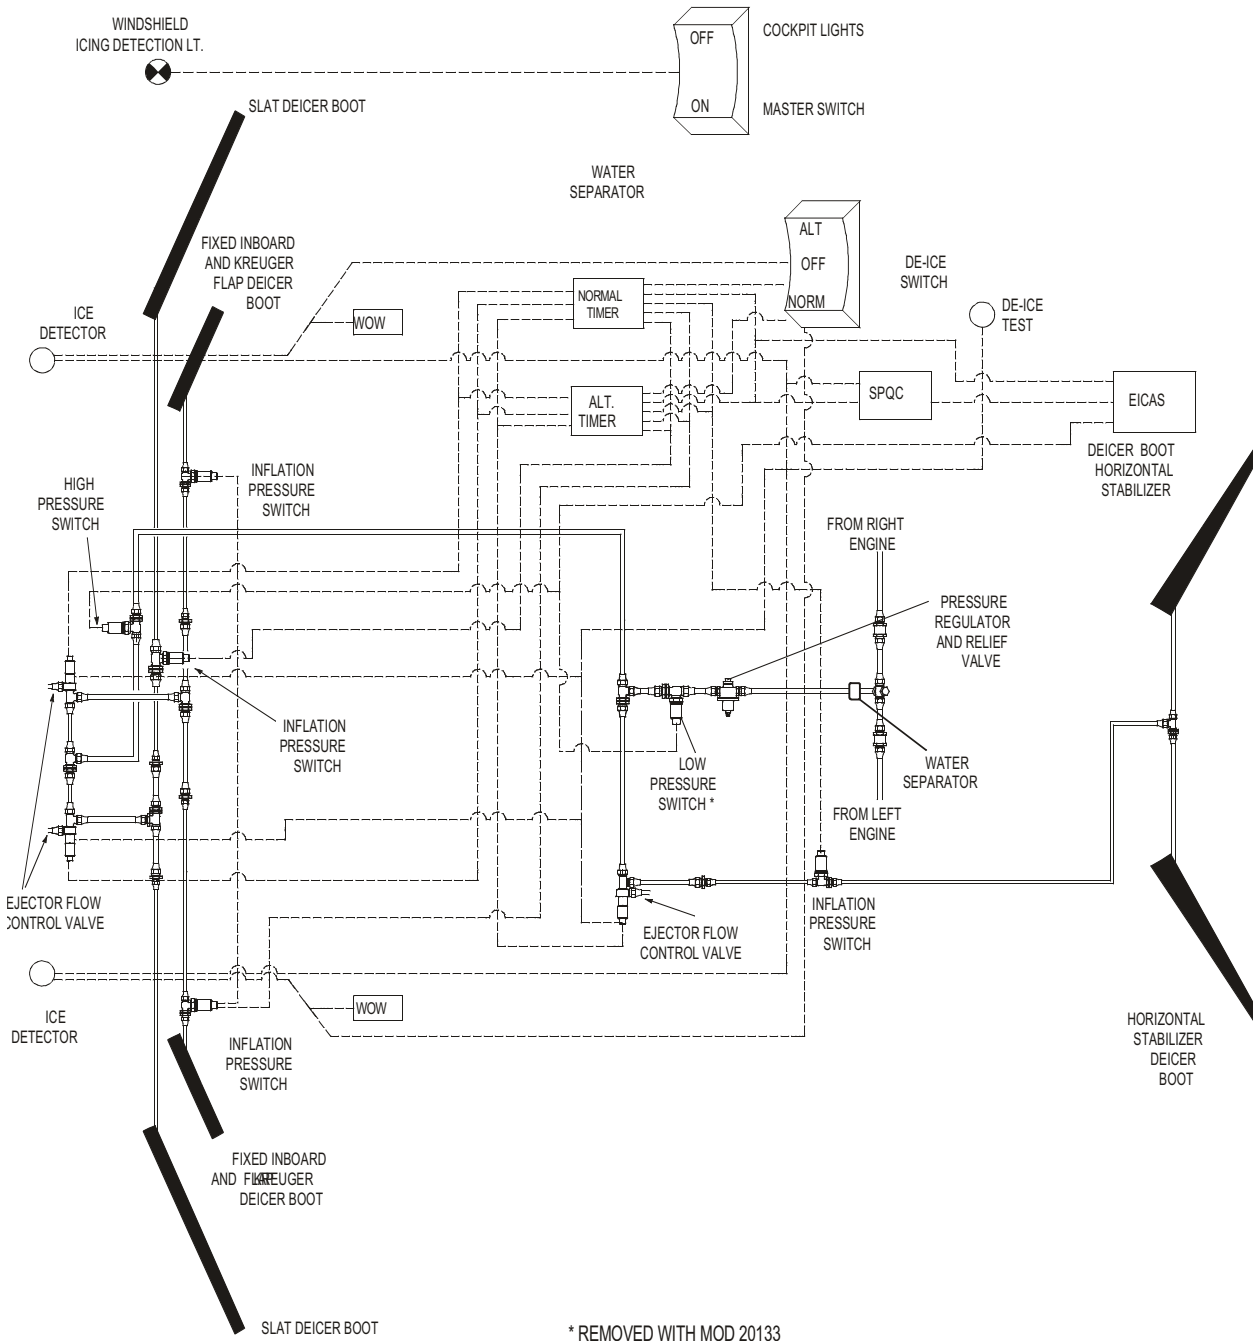 WINDSHIELD
ICING DETECTION LT.
OFF
COCKPIT LIGHTS
ON
MASTER SWITCH
SLAT DEICER BOOT
WATER
SEPARATOR
FIXED INBOARD
AND KREUGER
FLAP DEICER
BOOT
ALT
OFF
NORM
DE-ICE
SWITCH
NORMAL
TIMER
WOW
ICE
DETECTOR
DE-ICE
TEST
ALT.
TIMER
SPQC
EICAS
DEICER BOOT
HORIZONTAL
STABILIZER
INFLATION
PRESSURE
SWITCH
HIGH
PRESSURE
SWITCH
FROM RIGHT
ENGINE
PRESSURE
REGULATOR
AND RELIEF
VALVE
INFLATION
PRESSURE
SWITCH
LOW
PRESSURE
SWITCH *
WATER
SEPARATOR
FROM LEFT
ENGINE
EJECTOR FLOW
CONTROL VALVE
EJECTOR FLOW
CONTROL VALVE
INFLATION
PRESSURE
SWITCH
ICE
DETECTOR
WOW
INFLATION
PRESSURE
SWITCH
HORIZONTAL
STABILIZER
DEICER
BOOT
FIXED INBOARD
AND FLAP KREUGER
DEICER BOOT
SLAT DEICER BOOT
* REMOVED WITH MOD 20133